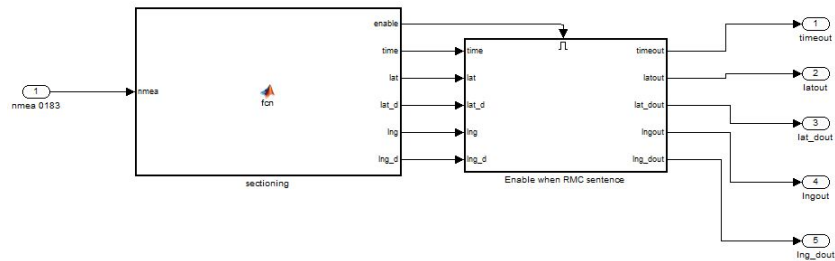 1
nmea 0183
nmea
fcn
enable
time
lat
lat_d
lng
lng_d
sectioning
time
lat
lat_d
lng
lng_d
timeout
latout
lat_dout
lngout
lng_dout
Enable when RMC sentence
1
timeout
2
latout
3
lat_dout
4
lngout
5
lng_dout